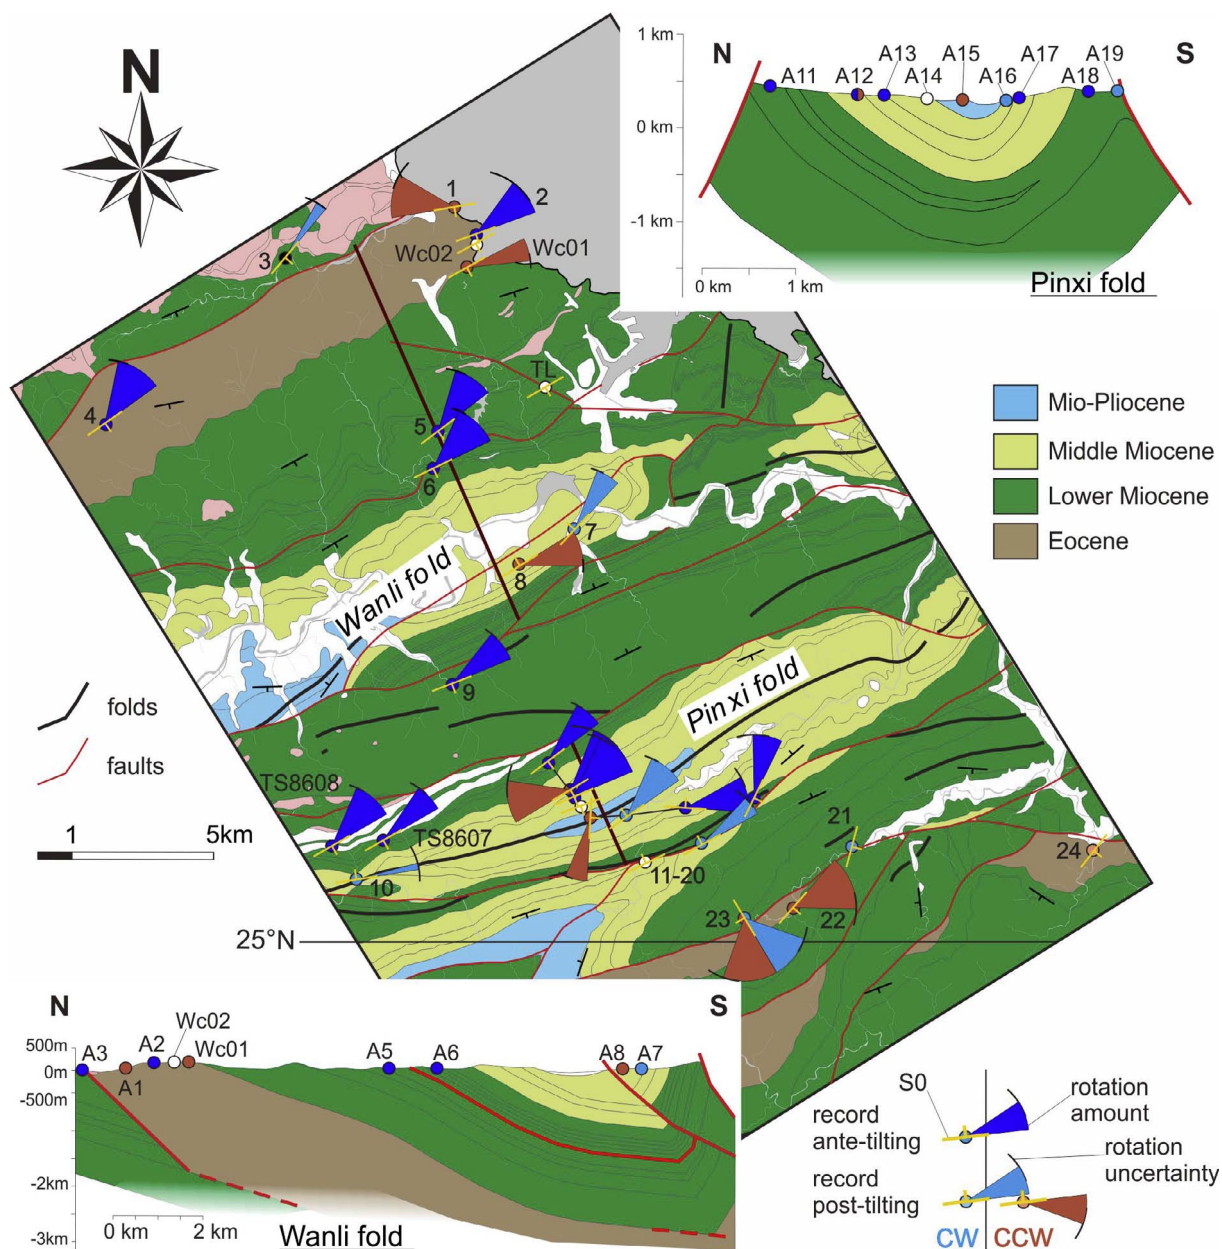 N
1 km
0 km
-1 km
N
S
A11
A12
A13
A14
A15
A16
A17
A18
A19
0 km
1 km
Pinxi fold
1
2
3
Wc02
Wc01
4
TL
5
6
7
8
Wanli fold
9
Pinxi fold
TS8608
TS8607
10
11-20
21
22
23
24
25°N
Mio-Pliocene
Middle Miocene
Lower Miocene
Eocene
folds
faults
1
5km
N
S
500m
0m
-500m
-2km
-3km
A3
A1
A2
Wc02
Wc01
A5
A6
A8
A7
0 km
2 km
Wanli fold
S0
record
ante-tilting
rotation
amount
record
post-tilting
rotation
uncertainty
CW
CCW